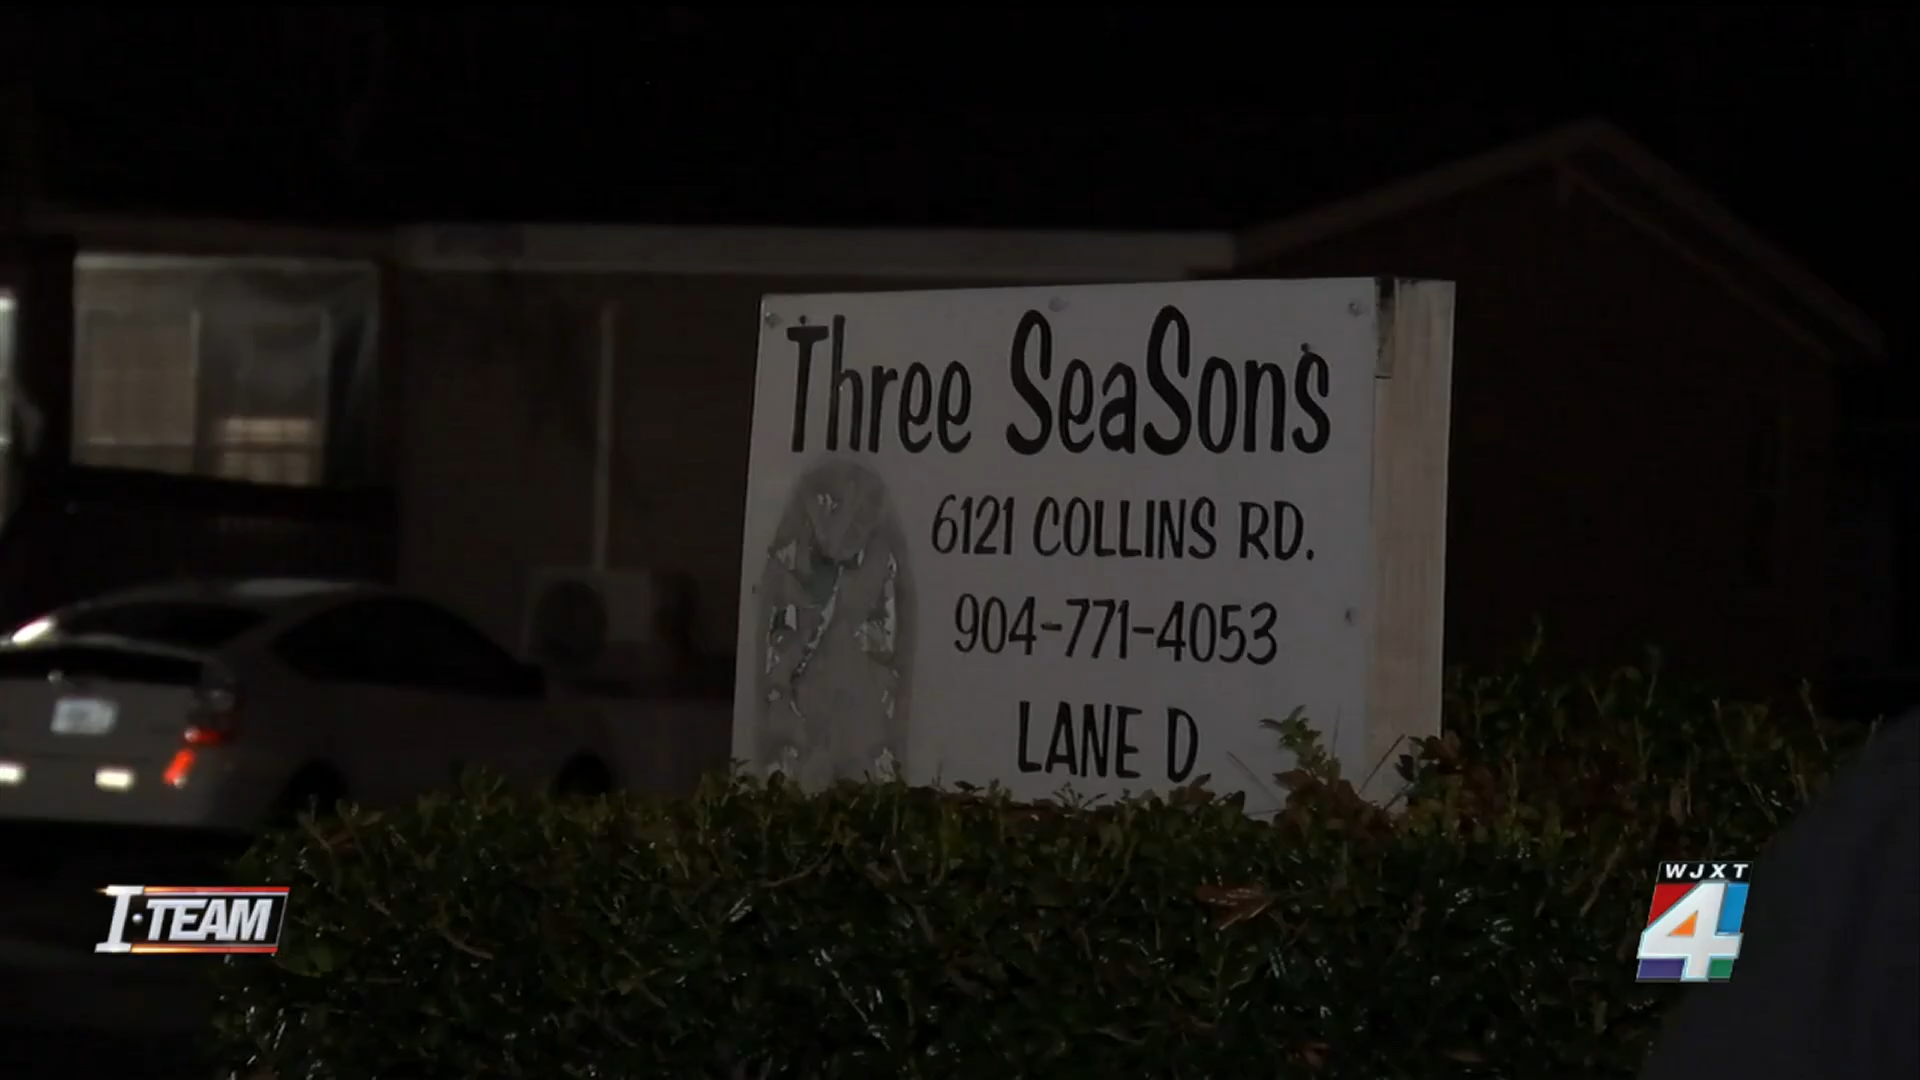 Three SeaSons
6121 COLLINS RD.
904-771-4053
LANE D
I-TEAM
WJXT
4